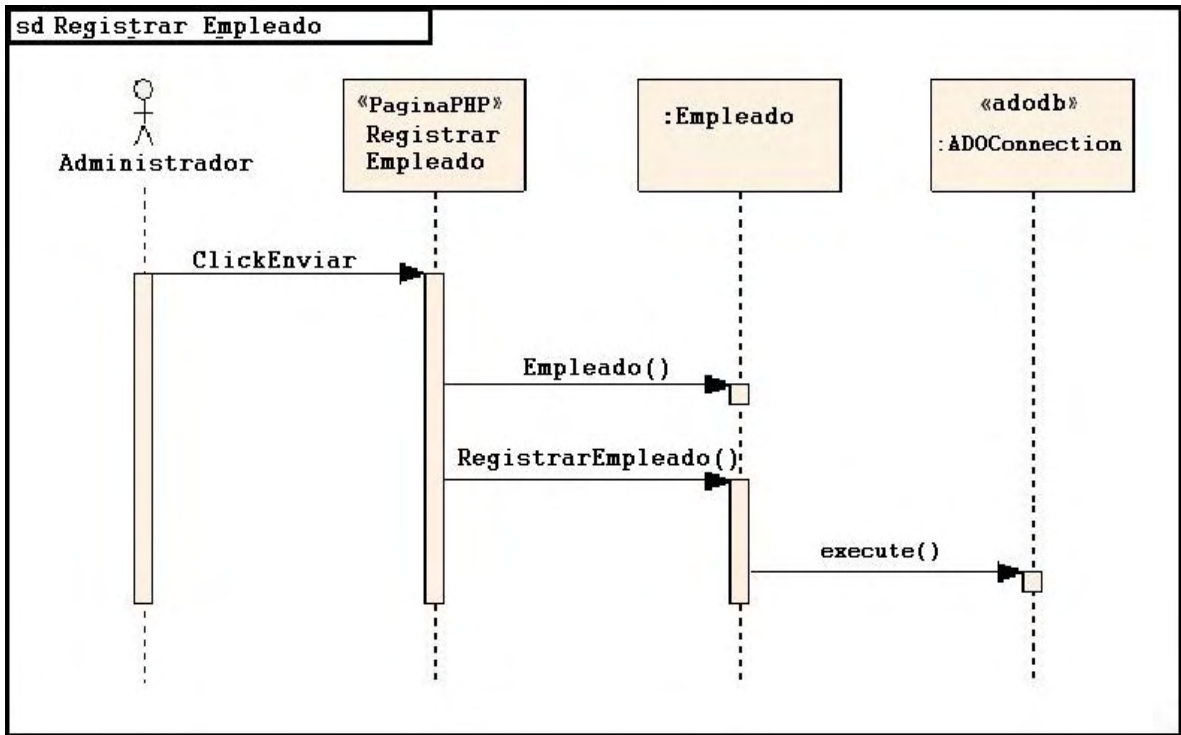 sd Registrar Empleado
Administrador
«PaginaPHP»
Registrar
Empleado
:Empleado
«adodb»
:ADOConnection
ClickEnviar
Empleado()
RegistrarEmpleado()
execute()